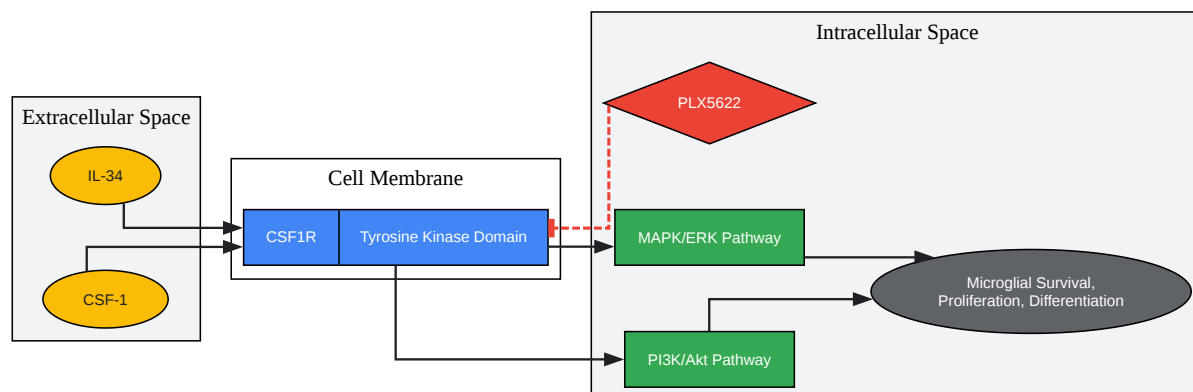 Intracellular Space
PLX5622
Extracellular Space
IL-34
Cell Membrane
CSF1R
Tyrosine Kinase Domain
MAPK/ERK Pathway
CSF-1
Microglial Survival,
Proliferation, Differentiation
PI3K/Akt Pathway